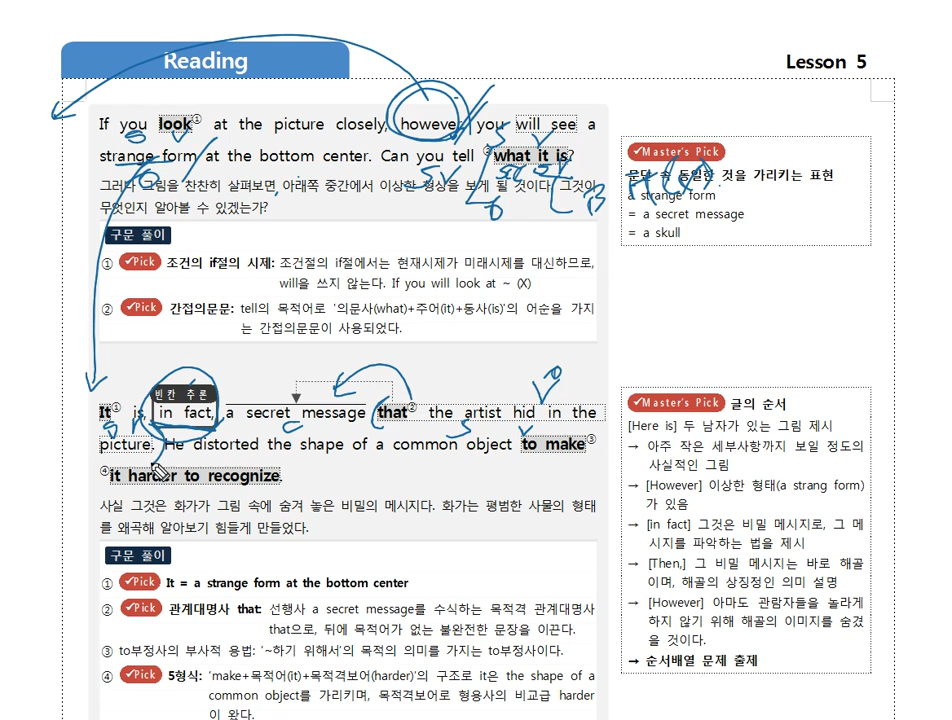 Reading
Lesson 5
If you look① at the picture closely, however, you will see a
strange form at the bottom center. Can you tell ②what it is?
그러나 그림을 찬찬히 살펴보면, 아래쪽 중간에서 이상한 형상을 보게 될 것이다. 그것이
무엇인지 알아볼 수 있겠는가?
구문 풀이
① ✓Pick 조건의 if절의 시제: 조건절의 if절에서는 현재시제가 미래시제를 대신하므로,
will을 쓰지 않는다. If you will look at ~ (X)
② ✓Pick 간접의문문: tell의 목적어로 '의문사(what)+주어(it)+동사(is)'의 어순을 가지
는 간접의문문이 사용되었다.
✓Master's Pick
문단 속 동일한 것을 가리키는 표현
a strange form
= a secret message
= a skull
빈칸 추론
It① is, in fact, a secret message that② the artist hid in the
picture. He distorted the shape of a common object to make③
④it harder to recognize.
사실 그것은 화가가 그림 속에 숨겨 놓은 비밀의 메시지다. 화가는 평범한 사물의 형태
를 왜곡해 알아보기 힘들게 만들었다.
구문 풀이
① ✓Pick It = a strange form at the bottom center
② ✓Pick 관계대명사 that: 선행사 a secret message를 수식하는 목적격 관계대명사
that으로, 뒤에 목적어가 없는 불완전한 문장을 이끈다.
③ to부정사의 부사적 용법: '~하기 위해서'의 목적의 의미를 가지는 to부정사이다.
④ ✓Pick 5형식: 'make+목적어(it)+목적격보어(harder)'의 구조로 it은 the shape of a
common object를 가리키며, 목적격보어로 형용사의 비교급 harder
이 왔다.
✓Master's Pick 글의 순서
[Here is] 두 남자가 있는 그림 제시
→ 아주 작은 세부사항까지 보일 정도의
사실적인 그림
→ [However] 이상한 형태(a strang form)
가 있음
→ [in fact] 그것은 비밀 메시지로, 그 메
시지를 파악하는 법을 제시
→ [Then,] 그 비밀 메시지는 바로 해골
이며, 해골의 상징적인 의미 설명
→ [However] 아마도 관람자들을 놀라게
하지 않기 위해 해골의 이미지를 숨겼
을 것이다.
→ 순서배열 문제 출제